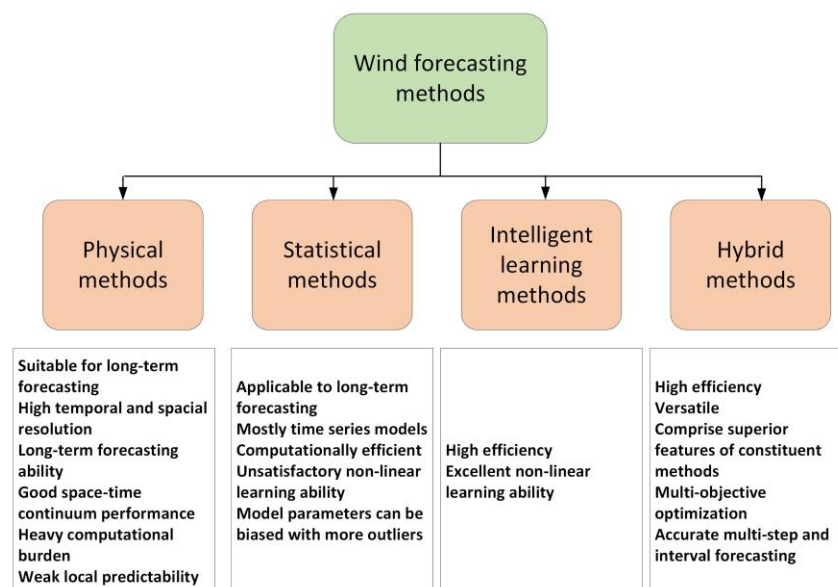 Wind forecasting
methods
Physical
methods
Statistical
methods
Intelligent
learning
methods
Hybrid
methods
Suitable for long-term
forecasting
High temporal and spacial
resolution
Long-term forecasting
ability
Good space-time
continuum performance
Heavy computational
burden
Weak local predictability
Applicable to long-term
forecasting
Mostly time series models
Computationally efficient
Unsatisfactory non-linear
learning ability
Model parameters can be
biased with more outliers
High efficiency
Excellent non-linear
learning ability
High efficiency
Versatile
Comprise superior
features of constituent
methods
Multi-objective
optimization
Accurate multi-step and
interval forecasting